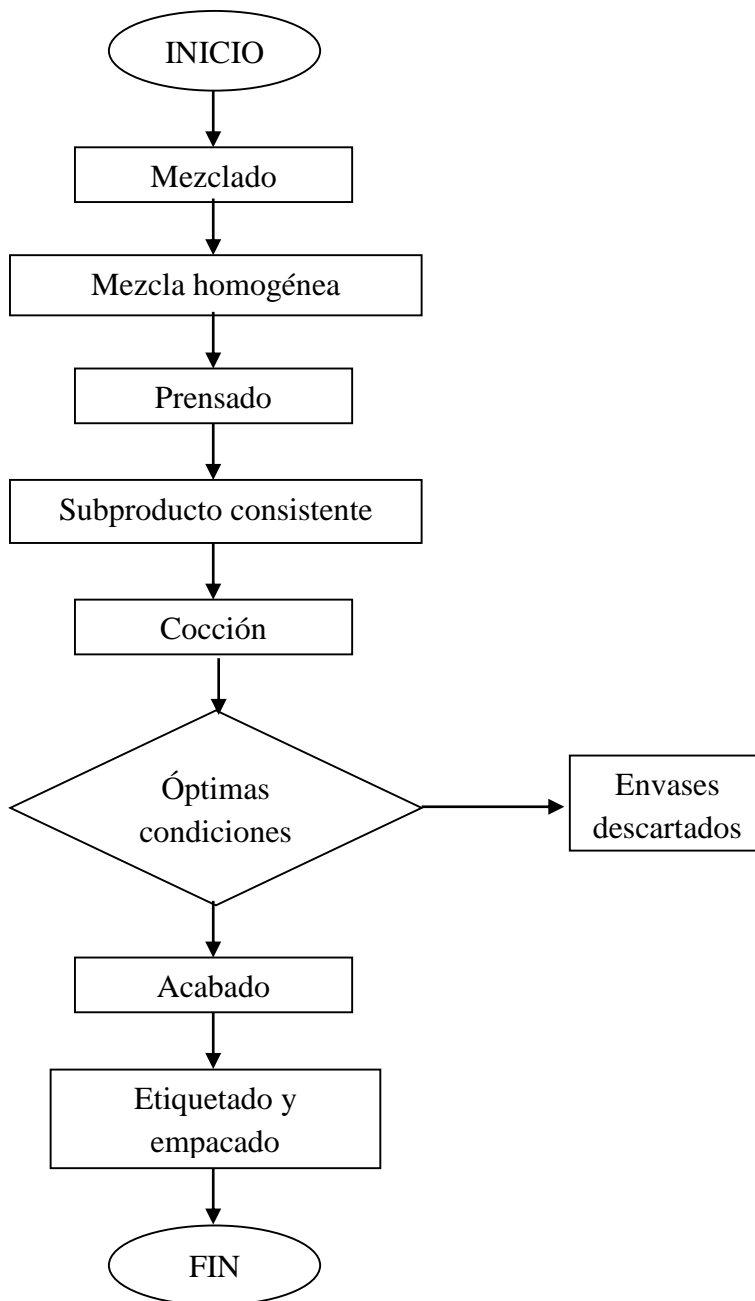 INICIO
Mezclado
Mezcla homogénea
Prensado
Subproducto consistente
Cocción
Óptimas
condiciones
Envases
descartados
Acabado
Etiquetado y
empacado
FIN